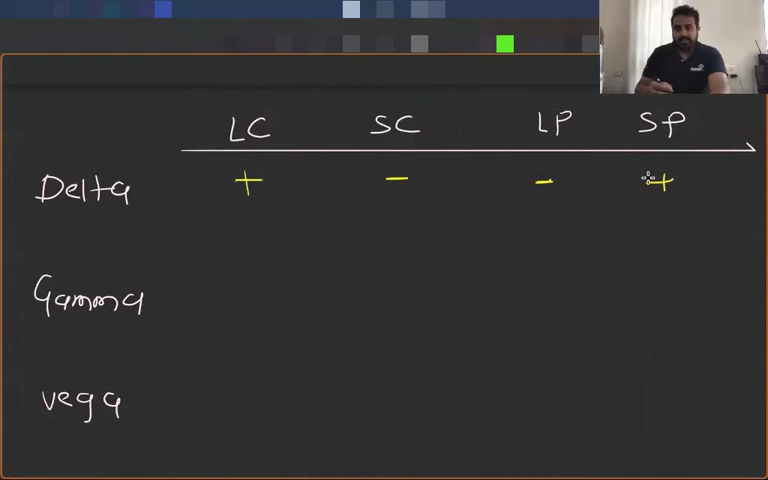 LC SC LP SP
Delta + - - +
Gamma
vega